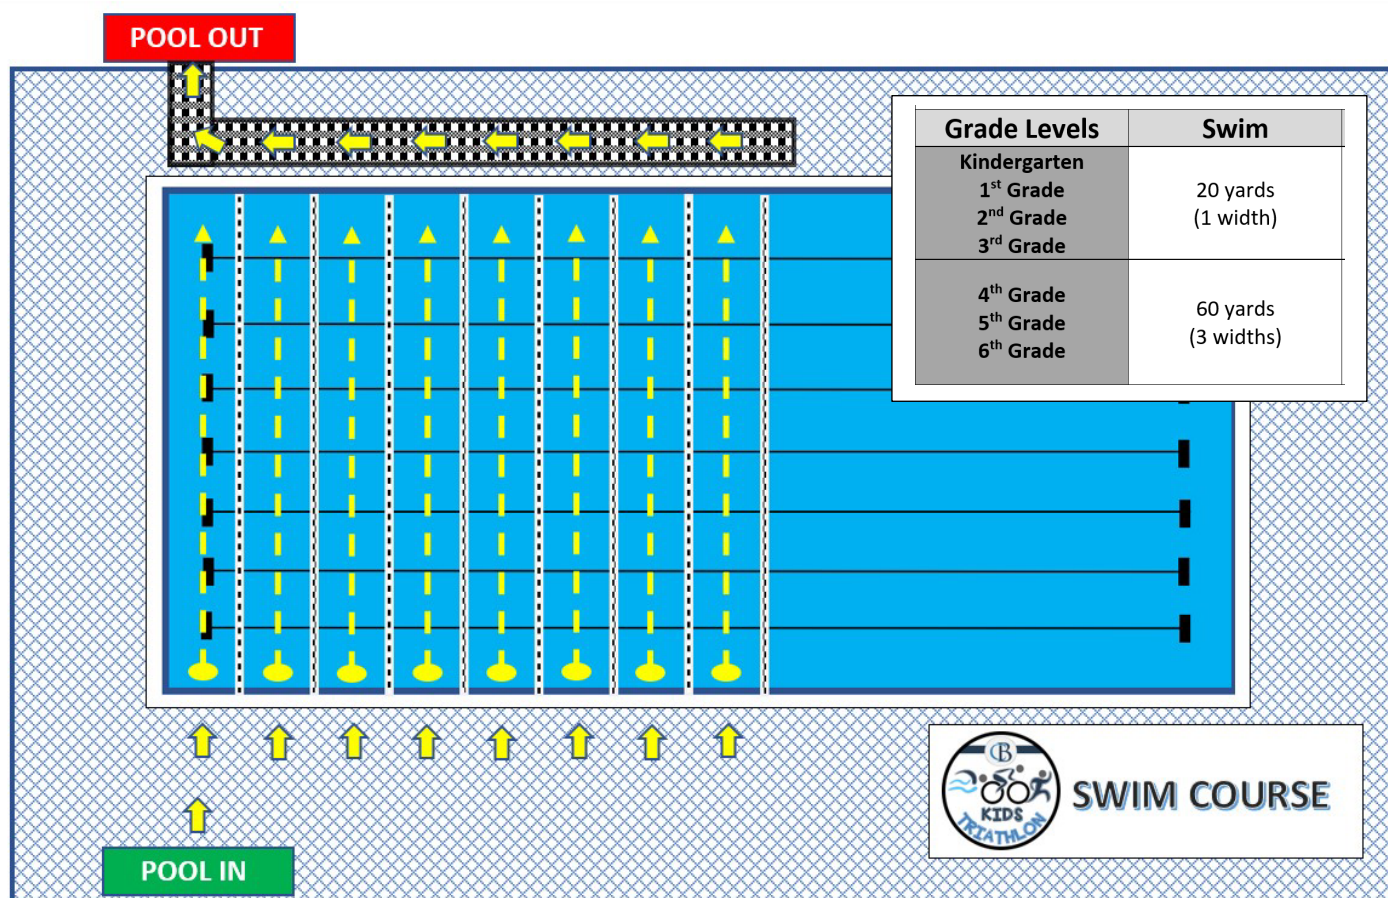 POOL OUT
Grade Levels
Swim
Kindergarten
1st Grade
2nd Grade
3rd Grade
20 yards
(1 width)
4th Grade
5th Grade
6th Grade
60 yards
(3 widths)
CB
KIDS
TRIATHLON
SWIM COURSE
POOL IN